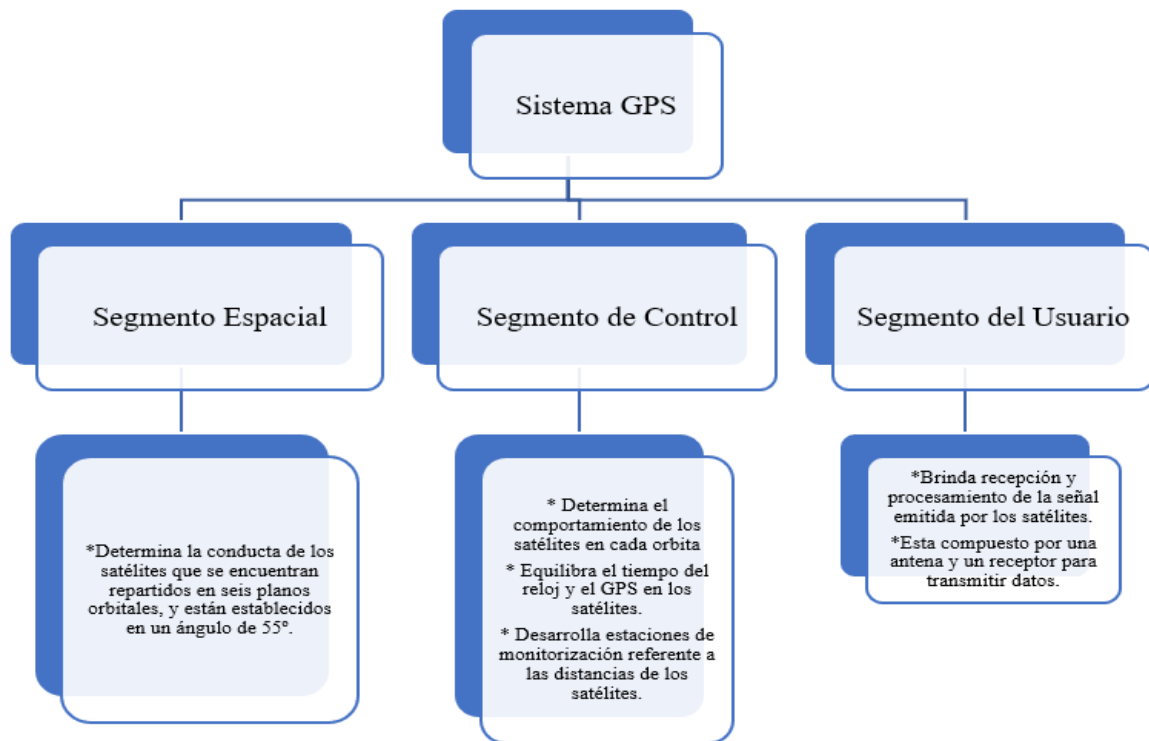 Sistema GPS
Segmento Espacial
Segmento de Control
Segmento del Usuario
*Determina la conducta de los
satélites que se encuentran
repartidos en seis planos
orbitales, y están establecidos
en un ángulo de 55º.
* Determina el
comportamiento de los
satélites en cada orbita
* Equilibra el tiempo del
reloj y el GPS en los
satélites.
* Desarrolla estaciones de
monitorización referente a
las distancias de los
satélites.
*Brinda recepción y
procesamiento de la señal
emitida por los satélites.
*Esta compuesto por una
antena y un receptor para
transmitir datos.